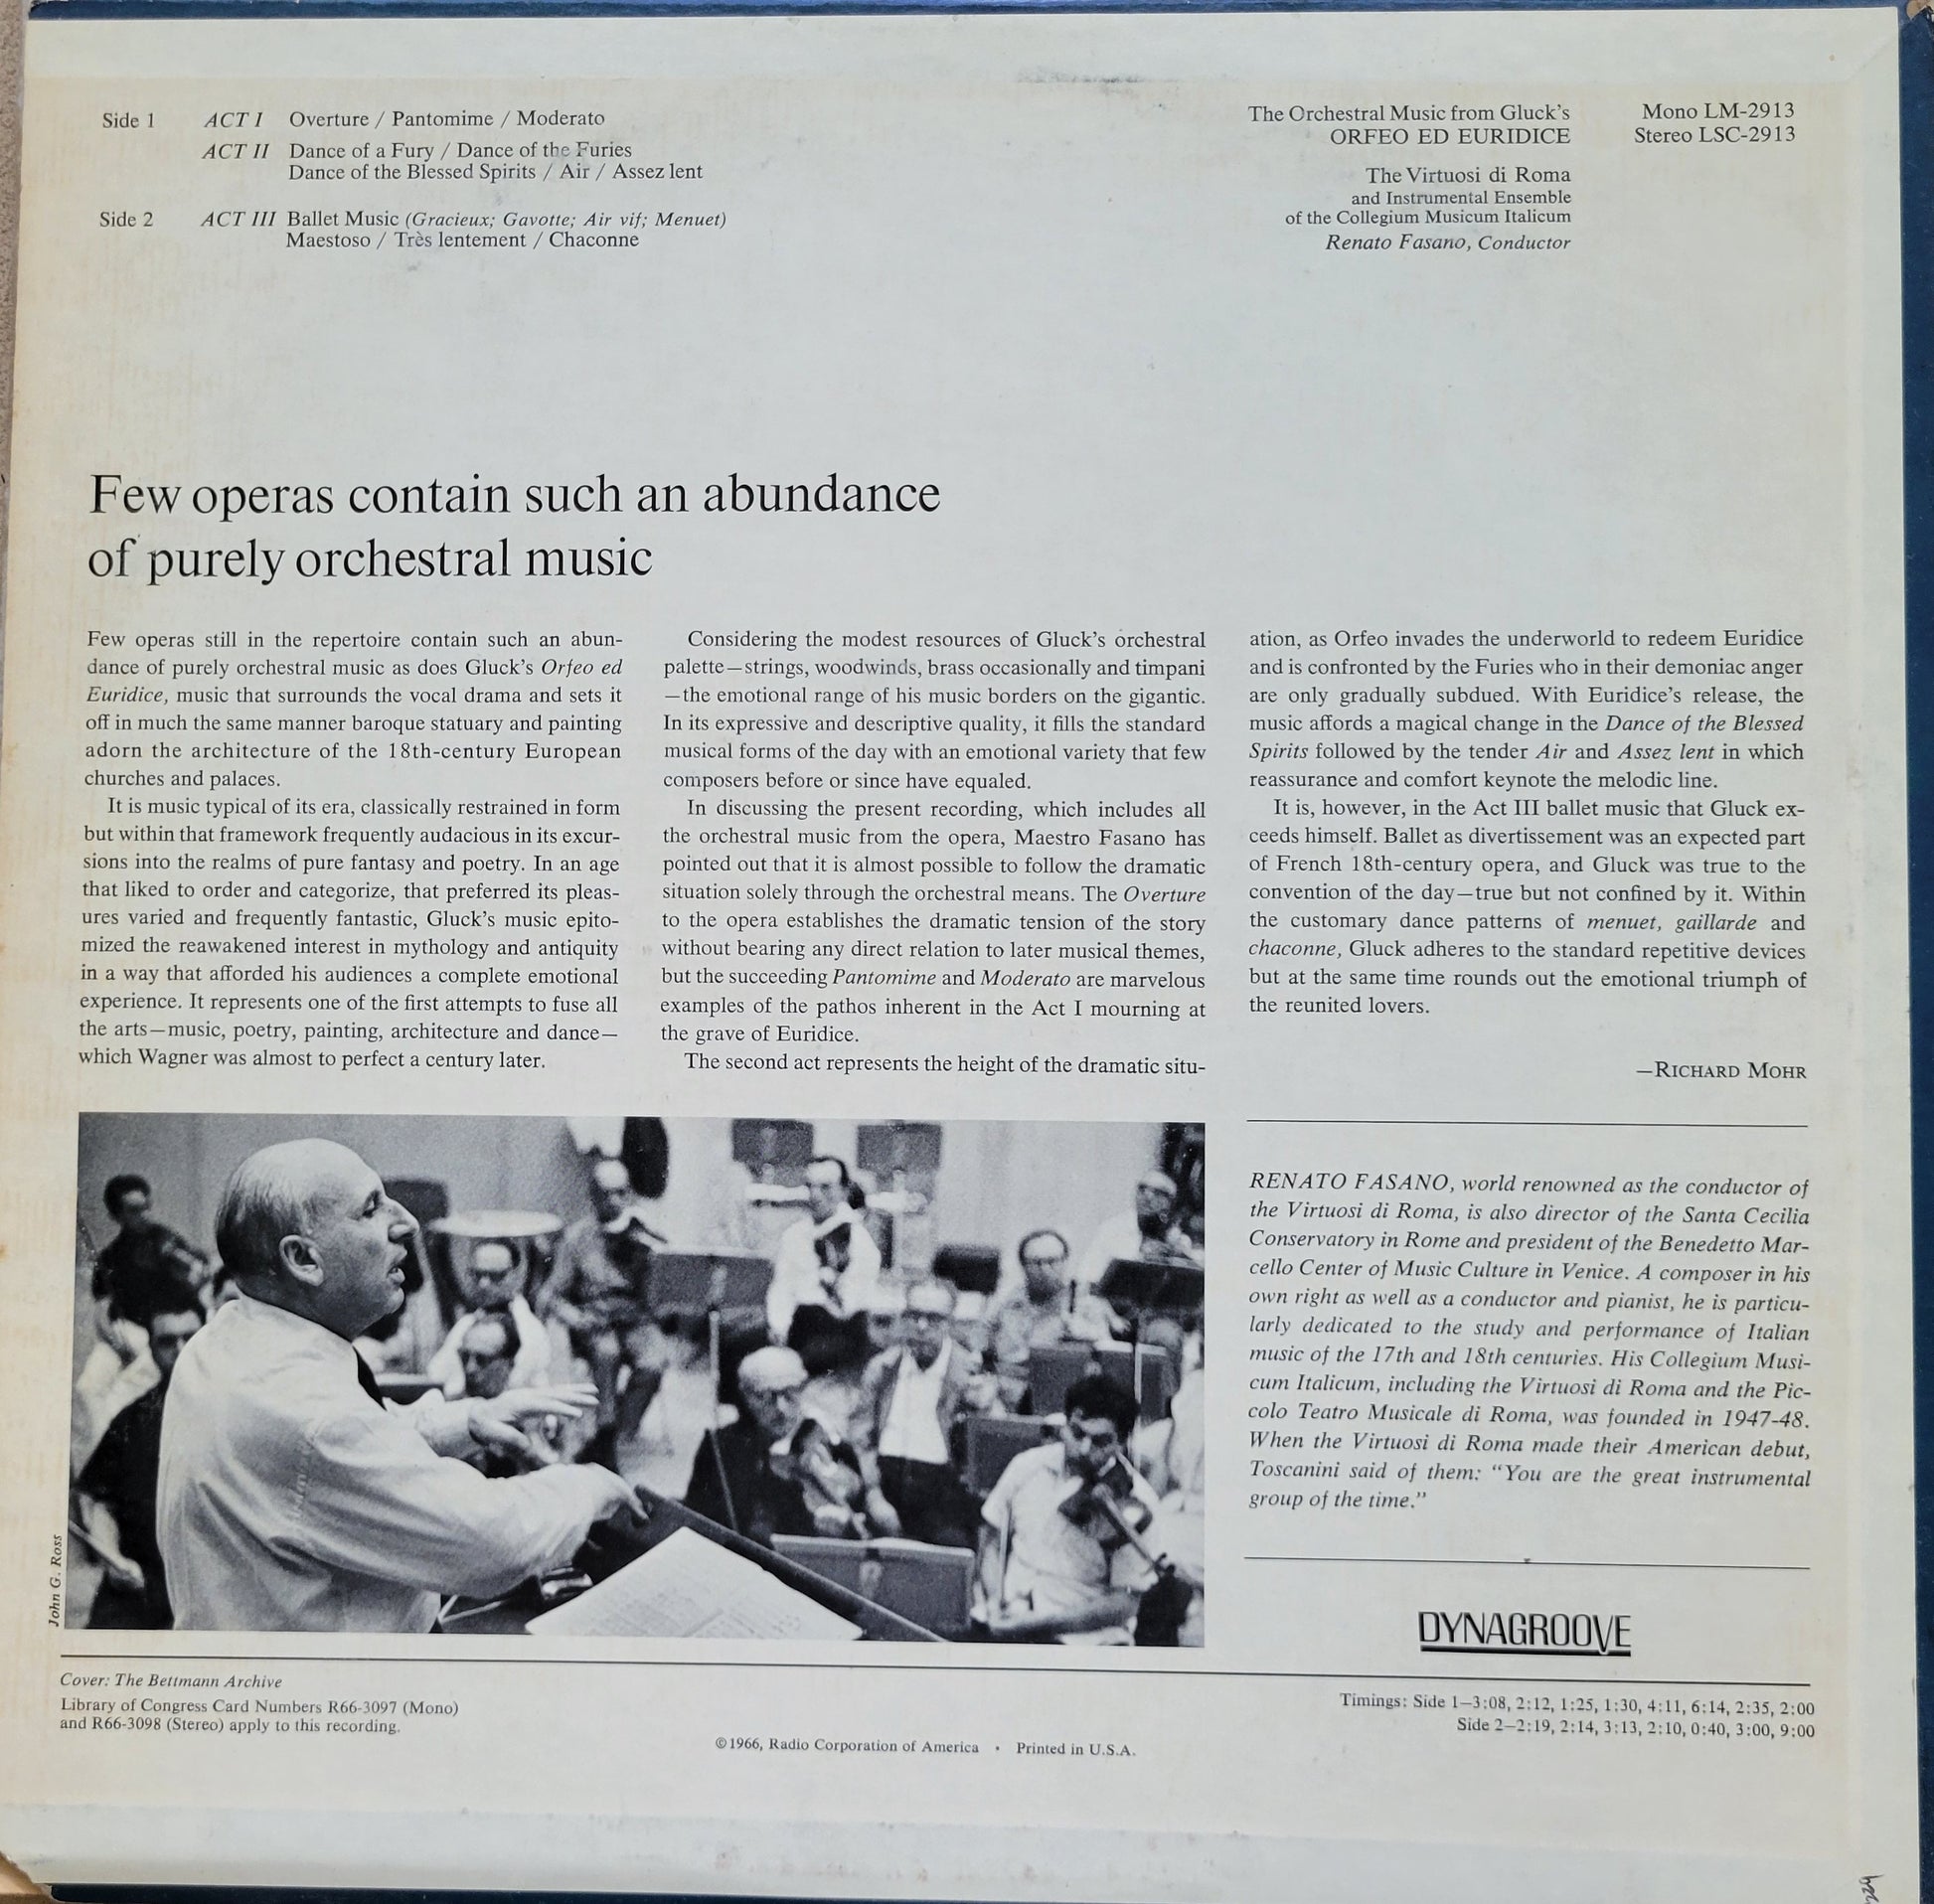 Side 1 ACT I Overture / Pantomime / Moderato
ACT II Dance of a Fury / Dance of the Furies
Dance of the Blessed Spirits / Air / Assez lent
Side 2 ACT III Ballet Music (Gracieux; Gavotte; Air vif; Menuet)
Maestoso / Très lentement / Chaconne
The Orchestral Music from Gluck's
ORFEO ED EURIDICE
The Virtuosi di Roma
and Instrumental Ensemble
of the Collegium Musicum Italicum
Renato Fasano, Conductor
Mono LM-2913
Stereo LSC-2913
Few operas contain such an abundance
of purely orchestral music
Few operas still in the repertoire contain such an abun-
dance of purely orchestral music as does Gluck's Orfeo ed
Euridice, music that surrounds the vocal drama and sets it
off in much the same manner baroque statuary and painting
adorn the architecture of the 18th-century European
churches and palaces.
It is music typical of its era, classically restrained in form
but within that framework frequently audacious in its excur-
sions into the realms of pure fantasy and poetry. In an age
that liked to order and categorize, that preferred its pleas-
ures varied and frequently fantastic, Gluck's music epito-
mized the reawakened interest in mythology and antiquity
in a way that afforded his audiences a complete emotional
experience. It represents one of the first attempts to fuse all
the arts—music, poetry, painting, architecture and dance—
which Wagner was almost to perfect a century later.
Considering the modest resources of Gluck's orchestral
palette—strings, woodwinds, brass occasionally and timpani
—the emotional range of his music borders on the gigantic.
In its expressive and descriptive quality, it fills the standard
musical forms of the day with an emotional variety that few
composers before or since have equaled.
In discussing the present recording, which includes all
the orchestral music from the opera, Maestro Fasano has
pointed out that it is almost possible to follow the dramatic
situation solely through the orchestral means. The Overture
to the opera establishes the dramatic tension of the story
without bearing any direct relation to later musical themes,
but the succeeding Pantomime and Moderato are marvelous
examples of the pathos inherent in the Act I mourning at
the grave of Euridice.
The second act represents the height of the dramatic situ-
ation, as Orfeo invades the underworld to redeem Euridice
and is confronted by the Furies who in their demoniac anger
are only gradually subdued. With Euridice's release, the
music affords a magical change in the Dance of the Blessed
Spirits followed by the tender Air and Assez lent in which
reassurance and comfort keynote the melodic line.
It is, however, in the Act III ballet music that Gluck ex-
ceeds himself. Ballet as divertissement was an expected part
of French 18th-century opera, and Gluck was true to the
convention of the day—true but not confined by it. Within
the customary dance patterns of menuet, gaillarde and
chaconne, Gluck adheres to the standard repetitive devices
but at the same time rounds out the emotional triumph of
the reunited lovers.
—RICHARD MOHR
RENATO FASANO, world renowned as the conductor of
the Virtuosi di Roma, is also director of the Santa Cecilia
Conservatory in Rome and president of the Benedetto Mar-
cello Center of Music Culture in Venice. A composer in his
own right as well as a conductor and pianist, he is particu-
larly dedicated to the study and performance of Italian
music of the 17th and 18th centuries. His Collegium Musi-
cum Italicum, including the Virtuosi di Roma and the Pic-
colo Teatro Musicale di Roma, was founded in 1947-48.
When the Virtuosi di Roma made their American debut,
Toscanini said of them: "You are the great instrumental
group of the time."
John G. Ross
DYNAGROOVE
Cover: The Bettmann Archive
Library of Congress Card Numbers R66-3097 (Mono)
and R66-3098 (Stereo) apply to this recording.
©1966, Radio Corporation of America • Printed in U.S.A.
Timings: Side 1—3:08, 2:12, 1:25, 1:30, 4:11, 6:14, 2:35, 2:00
Side 2—2:19, 2:14, 3:13, 2:10, 0:40, 3:00, 9:00